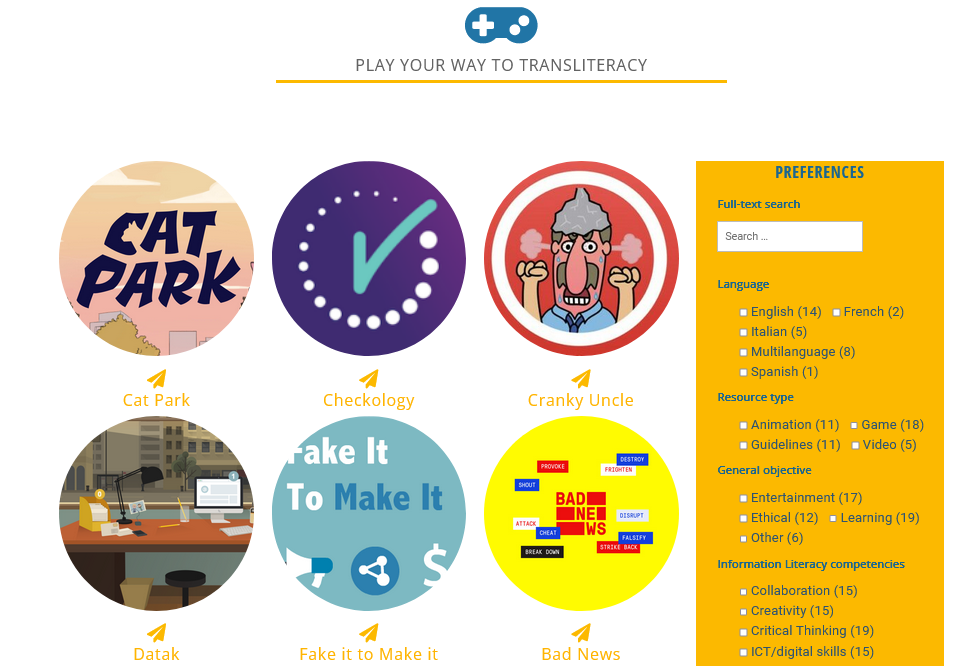 PLAY YOUR WAY TO TRANSLITERACY
CAT
PARK
Cat Park
Checkology
Cranky Uncle
Datak
Fake It
To Make It
$
Fake it to Make it
PROVOKE
DESTROY
FRIGHTEN
SHOUT
BAD
NE
WS
DISRUPT
ATTACK
CHEAT
FALSIFY
STRIKE BACK
BREAK DOWN
Bad News
PREFERENCES
Full-text search
Search ...
Language
English (14) French (2)
Italian (5)
Multilanguage (8)
Spanish (1)
Resource type
Animation (11) Game (18)
Guidelines (11) Video (5)
General objective
Entertainment (17)
Ethical (12) Learning (19)
Other (6)
Information Literacy competencies
Collaboration (15)
Creativity (15)
Critical Thinking (19)
ICT/digital skills (15)